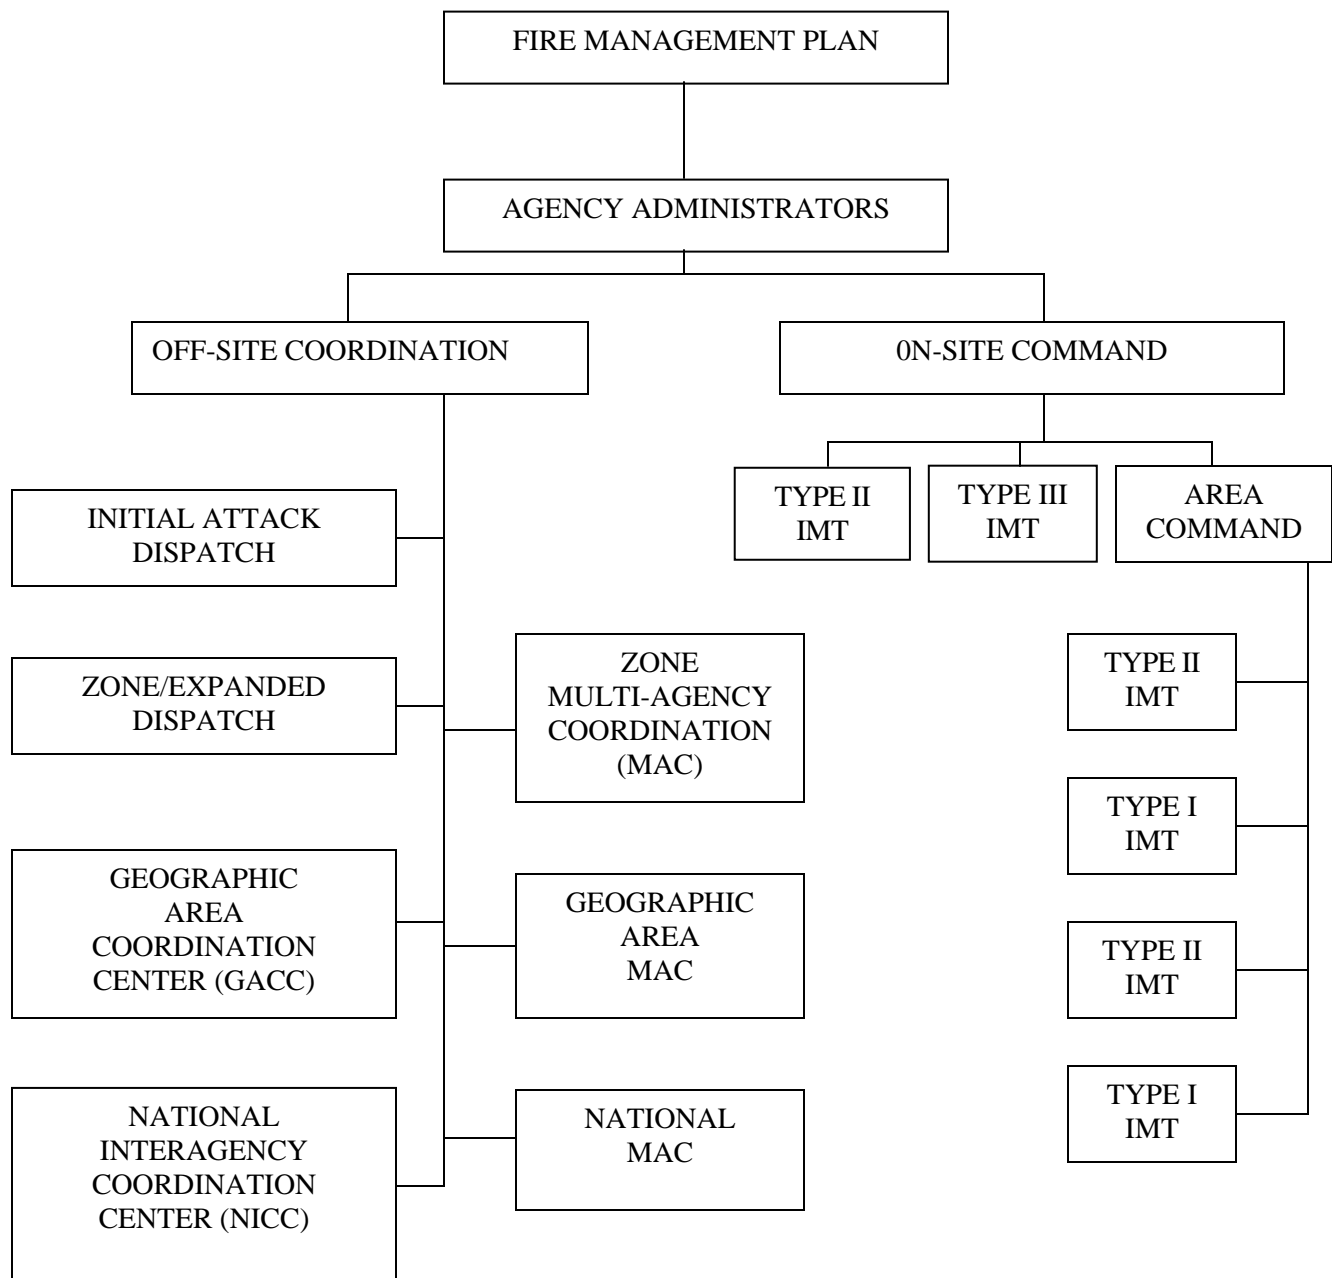 FIRE MANAGEMENT PLAN
AGENCY ADMINISTRATORS
OFF-SITE COORDINATION
0N-SITE COMMAND
TYPE II
IMT
TYPE III
IMT
AREA
COMMAND
INITIAL ATTACK
DISPATCH
ZONE/EXPANDED
DISPATCH
ZONE
MULTI-AGENCY
COORDINATION
(MAC)
TYPE II
IMT
TYPE I
IMT
GEOGRAPHIC
AREA
COORDINATION
CENTER (GACC)
GEOGRAPHIC
AREA
MAC
TYPE II
IMT
NATIONAL
INTERAGENCY
COORDINATION
CENTER (NICC)
NATIONAL
MAC
TYPE I
IMT